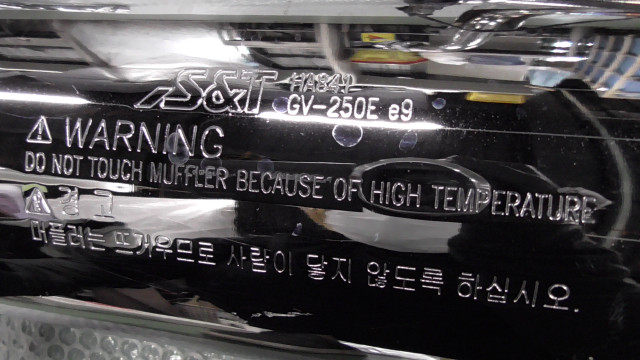 S&T HA84Y
GV-250E e9
WARNING
DO NOT TOUCH MUFFLER BECAUSE OF HIGH TEMPERATURE
경고
머플러는 뜨거우므로 사람이 닿지 않도록 하십시오.